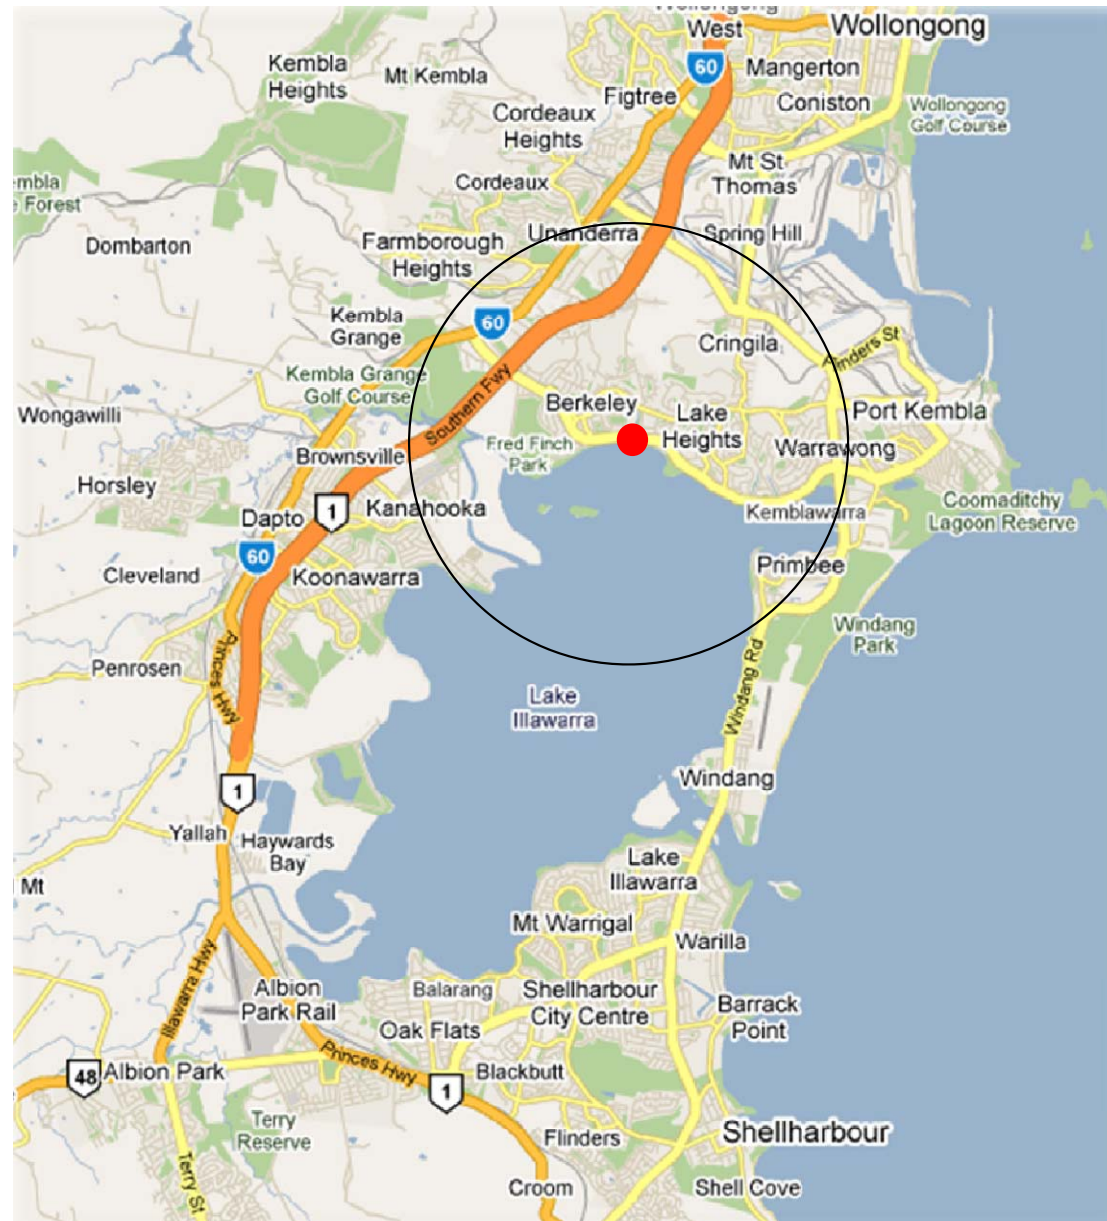 Wollongong
West
Wollongong
60
Mangerton
Kembla
Heights
Mt Kembla
Figtree
Coniston
Cordeaux
Heights
Wollongong
Golf Course
Mt St
Thomas
Cordeaux
embla
e Forest
Dombarton
Farmborough
Heights
Unanderra
Spring Hill
Kembla
Grange
60
Cringila
Flinders St
Kembla Grange
Golf Course
Southern Fwy
Wongawilli
Berkeley
Lake
Heights
Port Kembla
Fred Finch
Park
Warrawong
Brownsville
Horsley
Kanahooka
1
Dapto
Kemblawarra
Coomaditchy
Lagoon Reserve
60
Cleveland
Koonawarra
Primbee
Windang
Park
Princes Hwy
Penrosen
Windang Rd
Lake
Illawarra
Windang
1
Yallah
Haywards
Bay
Lake
Illawarra
Mt
Mt Warrigal
Warilla
Illawarra Hwy
Albion
Park Rail
Balarang
Shellharbour
City Centre
Barrack
Point
Oak Flats
Princes Hwy
48
Albion Park
Blackbutt
1
Terry
Reserve
Flinders
Shellharbour
Terry St
Croom
Shell Cove